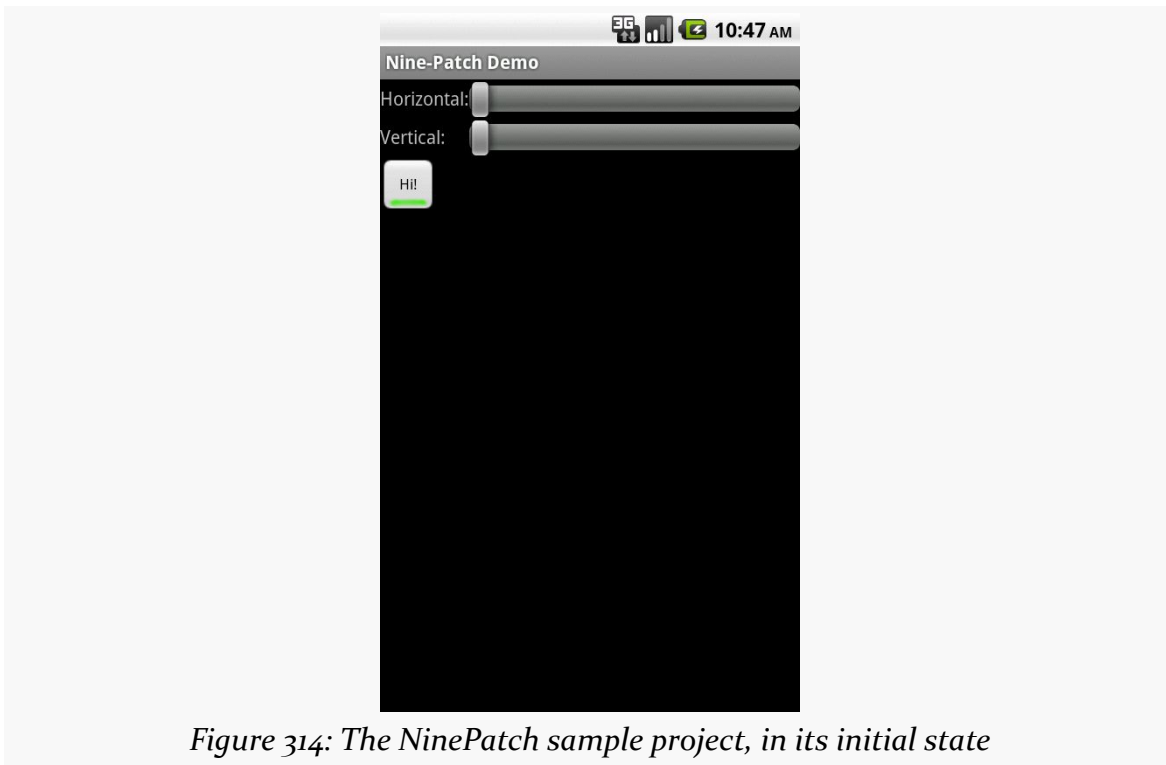 3G 10:47 AM
Nine-Patch Demo
Horizontal:
Vertical:
Hi!
Figure 314: The NinePatch sample project, in its initial state